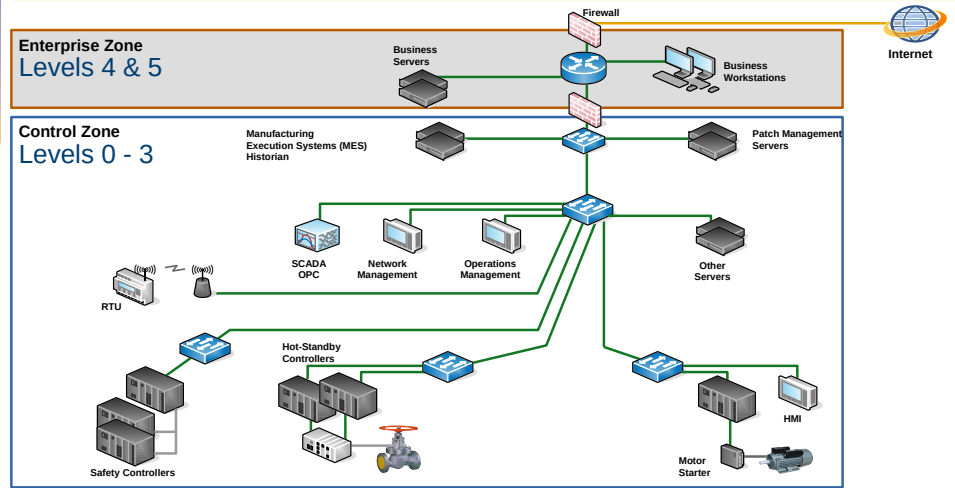 Firewall
Internet
Enterprise Zone
Levels 4 & 5
Business
Servers
Business
Workstations
Control Zone
Levels 0 - 3
Manufacturing
Execution Systems (MES)
Historian
Patch Management
Servers
SCADA
OPC
Network
Management
Operations
Management
Other
Servers
RTU
Hot-Standby
Controllers
HMI
Safety Controllers
Motor
Starter